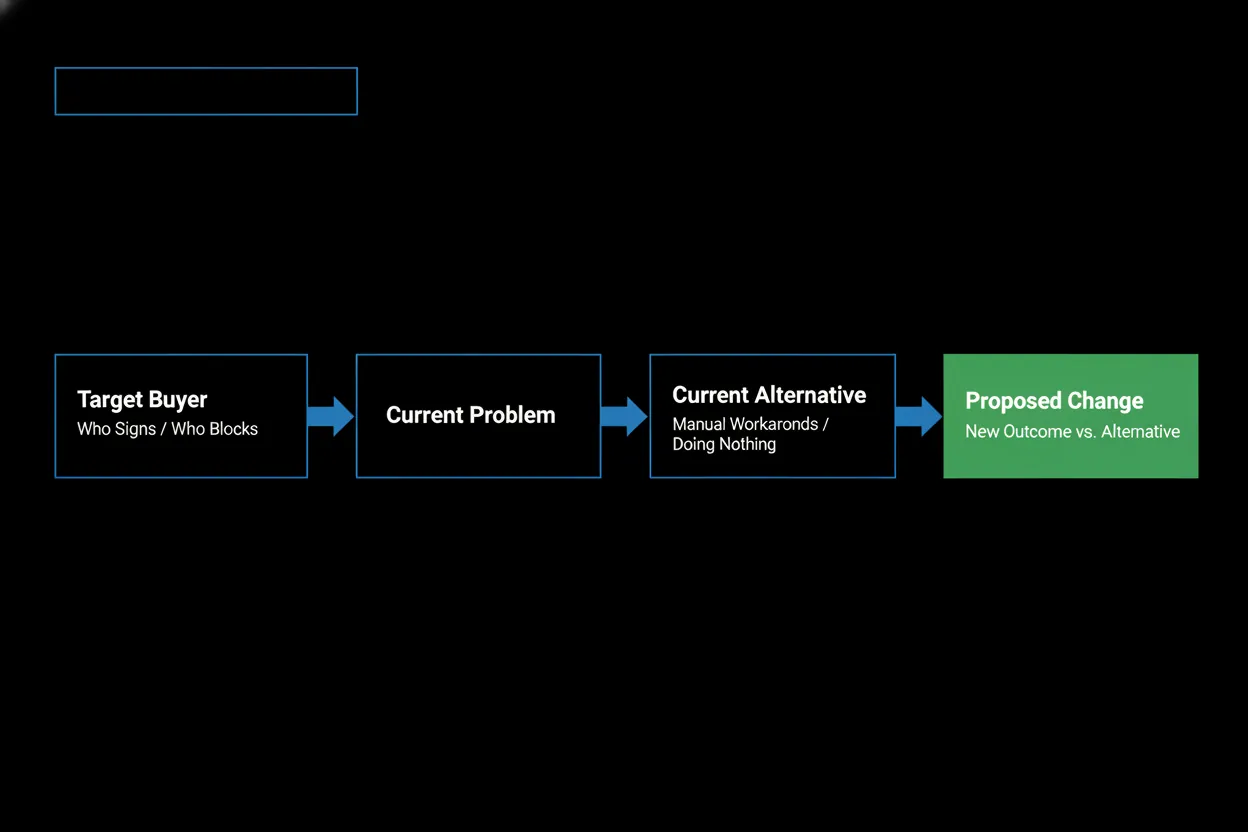 Target Buyer
Who Signs / Who Blocks
Current Problem
Current Alternative
Manual Workaronds /
Doing Nothing
Proposed Change
New Outcome vs. Alternative